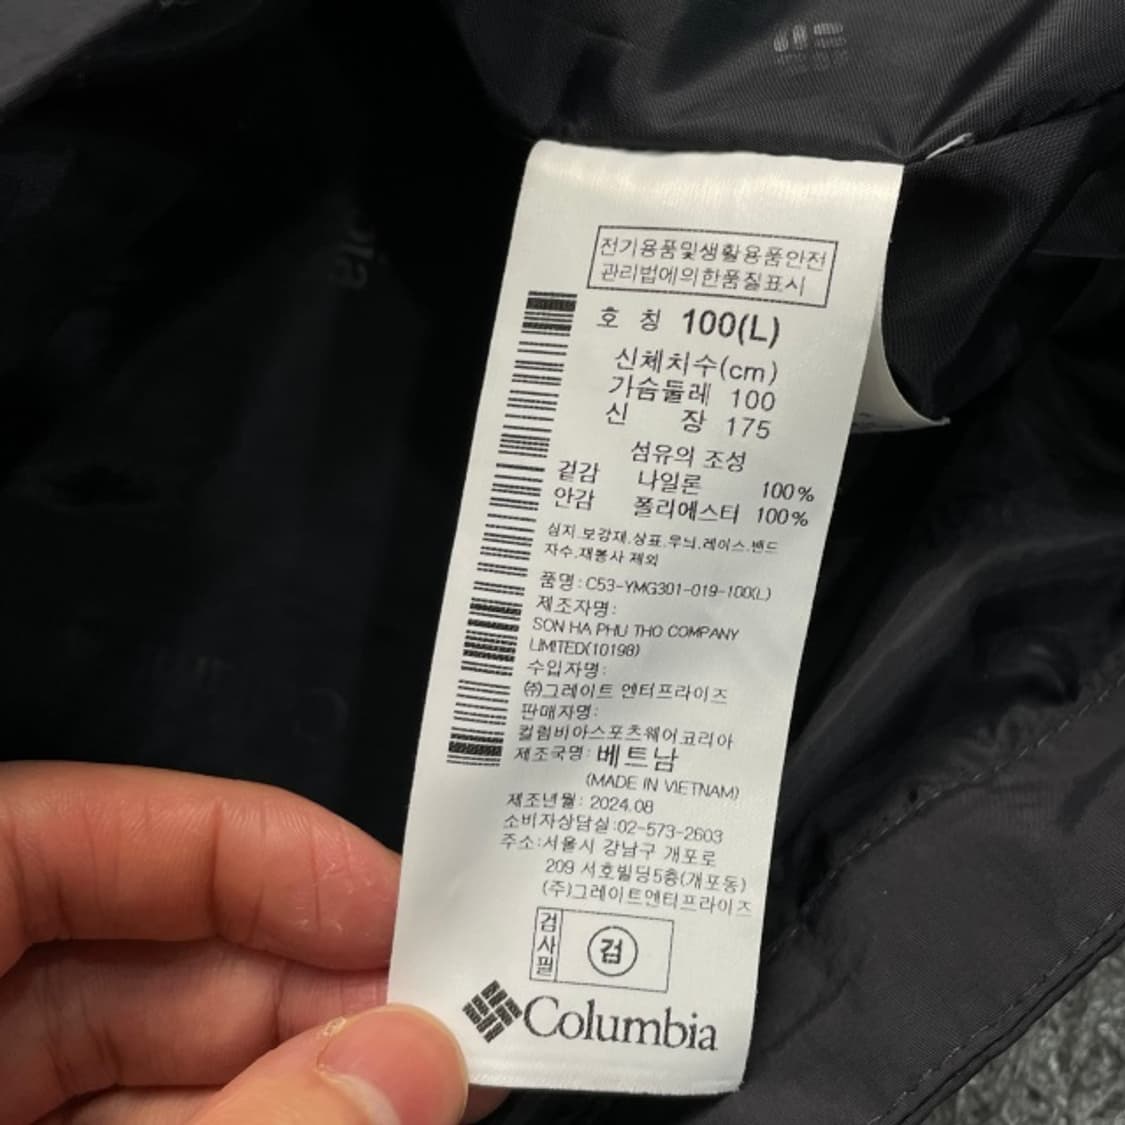 전기용품및생활용품안전
관리법에의한품질표시
호 칭 100(L)
신체치수(cm)
가슴둘레 100
신 장 175
섬유의 조성
겉감 나일론 100%
안감 폴리에스터 100%
심지.보강재.상표.무늬.레이스.밴드
자수.재봉사 제외
품명: C53-YMG301-019-100(L)
제조자명:
SON HA PHU THO COMPANY
LIMITED(10198)
수입자명:
㈜그레이트 엔터프라이즈
판매자명:
컬럼비아스포츠웨어코리아
제조국명: 베트남
(MADE IN VIETNAM)
제조년월: 2024.08
소비자상담실:02-573-2603
주소:서울시 강남구 개포로
209 서호빌딩5층(개포동)
(주)그레이트엔터프라이즈
검사필 검
Columbia